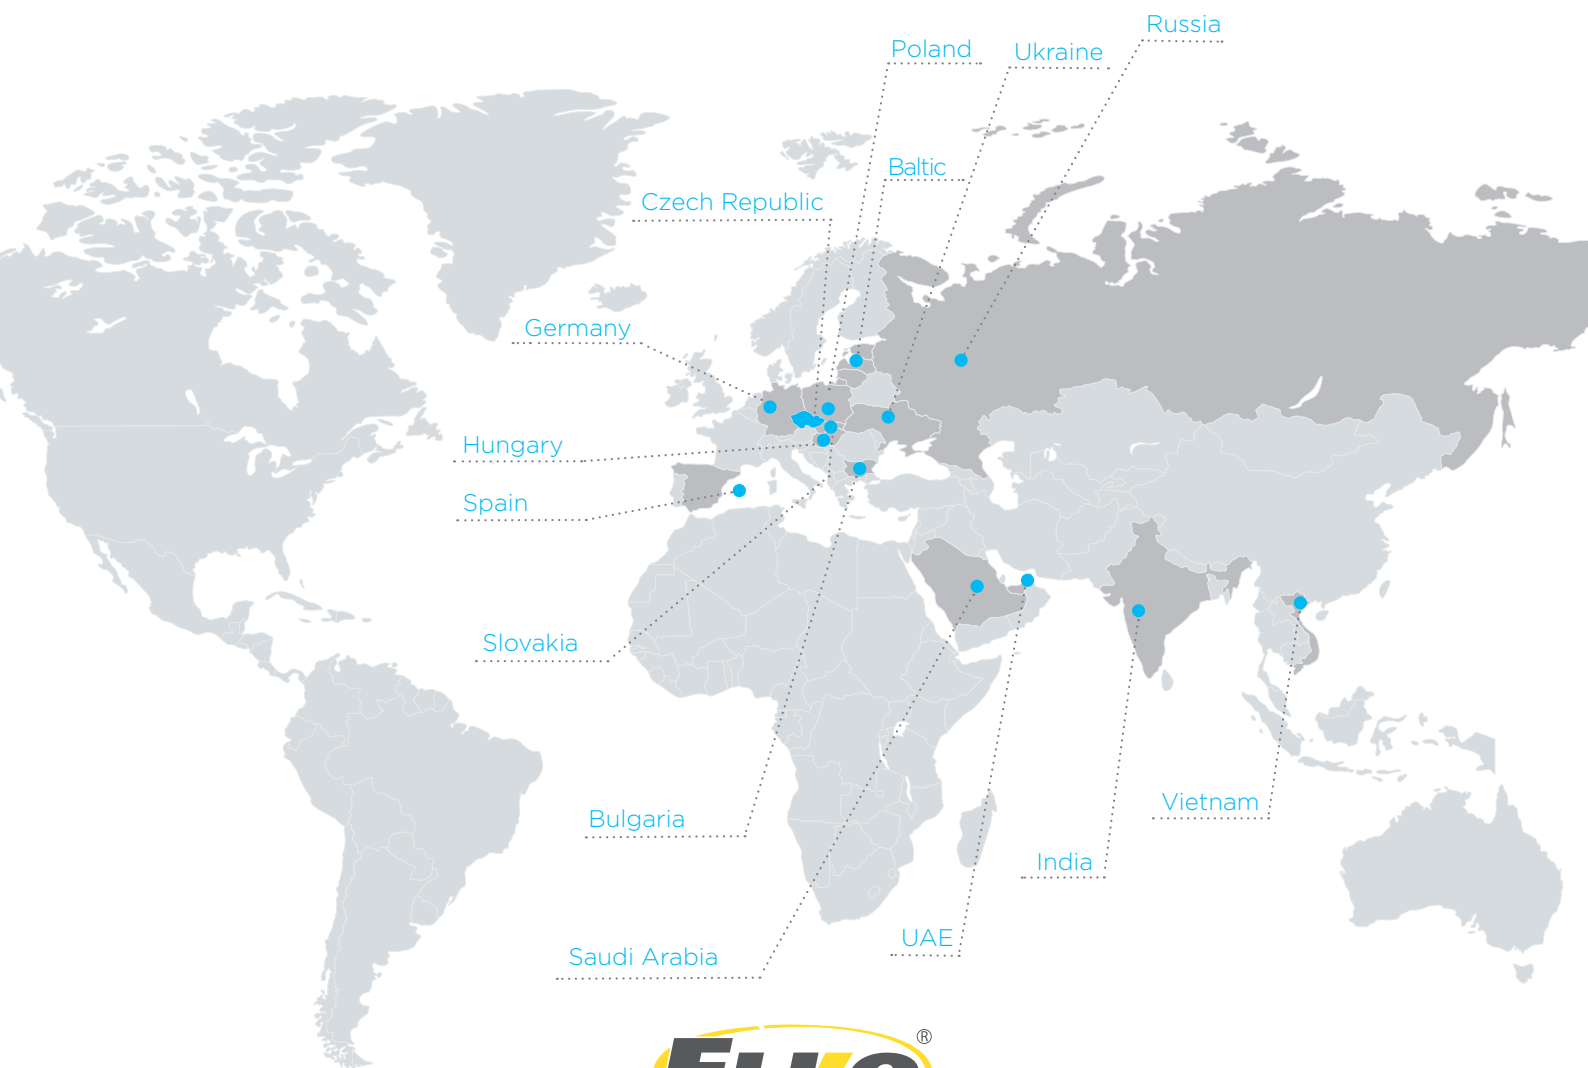 Russia
Poland
Ukraine
Baltic
Czech Republic
Germany
Hungary
Spain
Slovakia
Vietnam
Bulgaria
India
UAE
Saudi Arabia
®